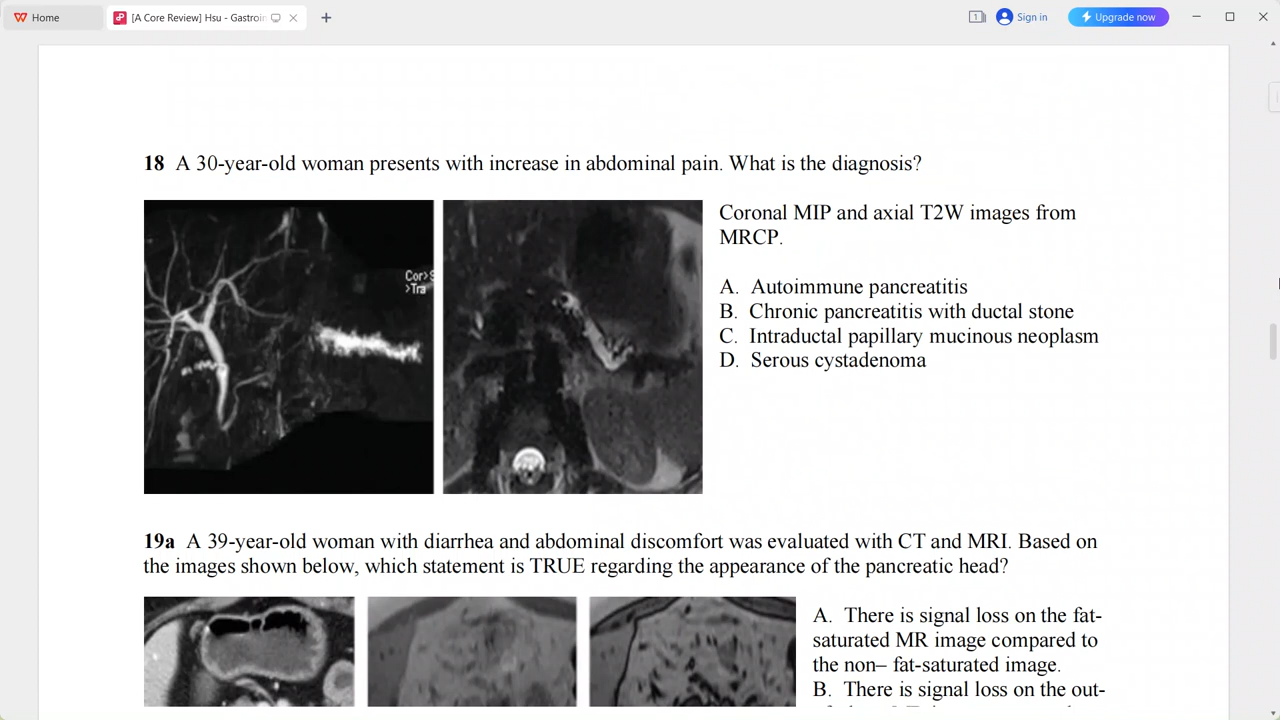 Home
[A Core Review] Hsu - Gastroin
1
Sign in
Upgrade now
18 A 30-year-old woman presents with increase in abdominal pain. What is the diagnosis?
Cor>S
>Tra
Coronal MIP and axial T2W images from
MRCP.
A. Autoimmune pancreatitis
B. Chronic pancreatitis with ductal stone
C. Intraductal papillary mucinous neoplasm
D. Serous cystadenoma
19a A 39-year-old woman with diarrhea and abdominal discomfort was evaluated with CT and MRI. Based on
the images shown below, which statement is TRUE regarding the appearance of the pancreatic head?
A. There is signal loss on the fat-
saturated MR image compared to
the non– fat-saturated image.
B. There is signal loss on the out-